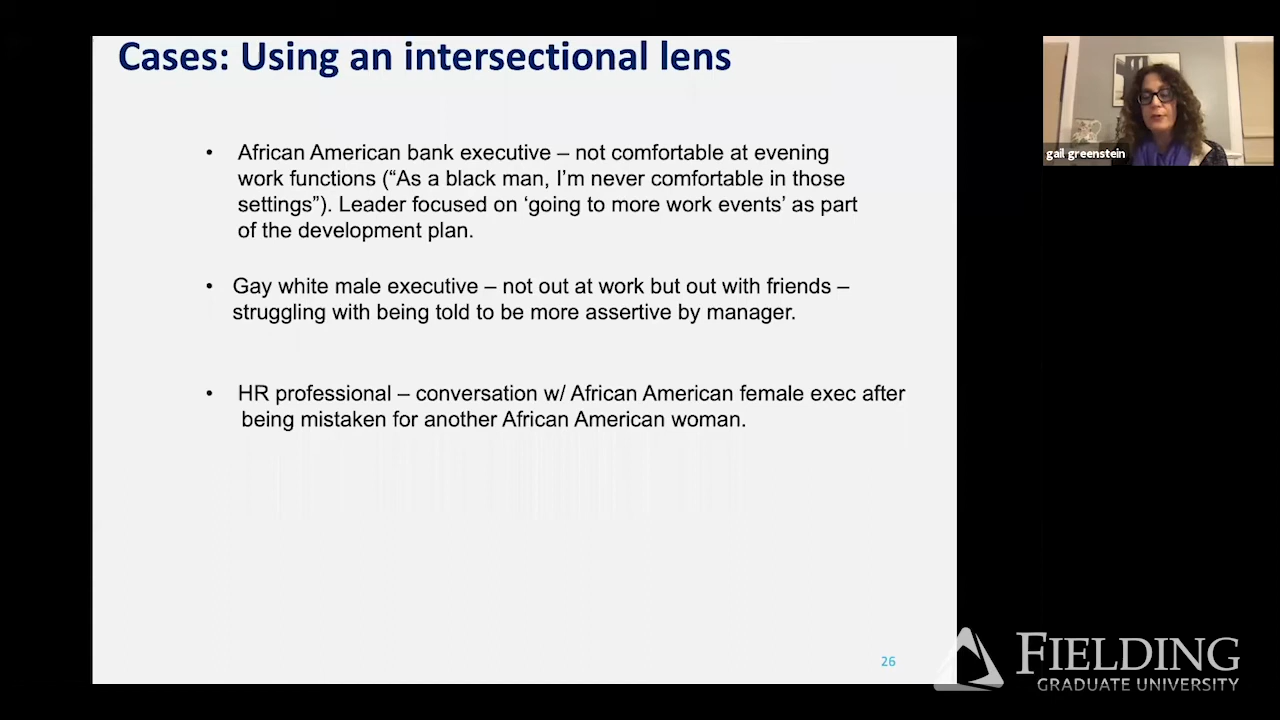 Cases: Using an intersectional lens
• African American bank executive – not comfortable at evening
work functions (“As a black man, I’m never comfortable in those
settings”). Leader focused on ‘going to more work events’ as part
of the development plan.
• Gay white male executive – not out at work but out with friends –
struggling with being told to be more assertive by manager.
• HR professional – conversation w/ African American female exec after
being mistaken for another African American woman.
26
gail greenstein
FIELDING
GRADUATE UNIVERSITY